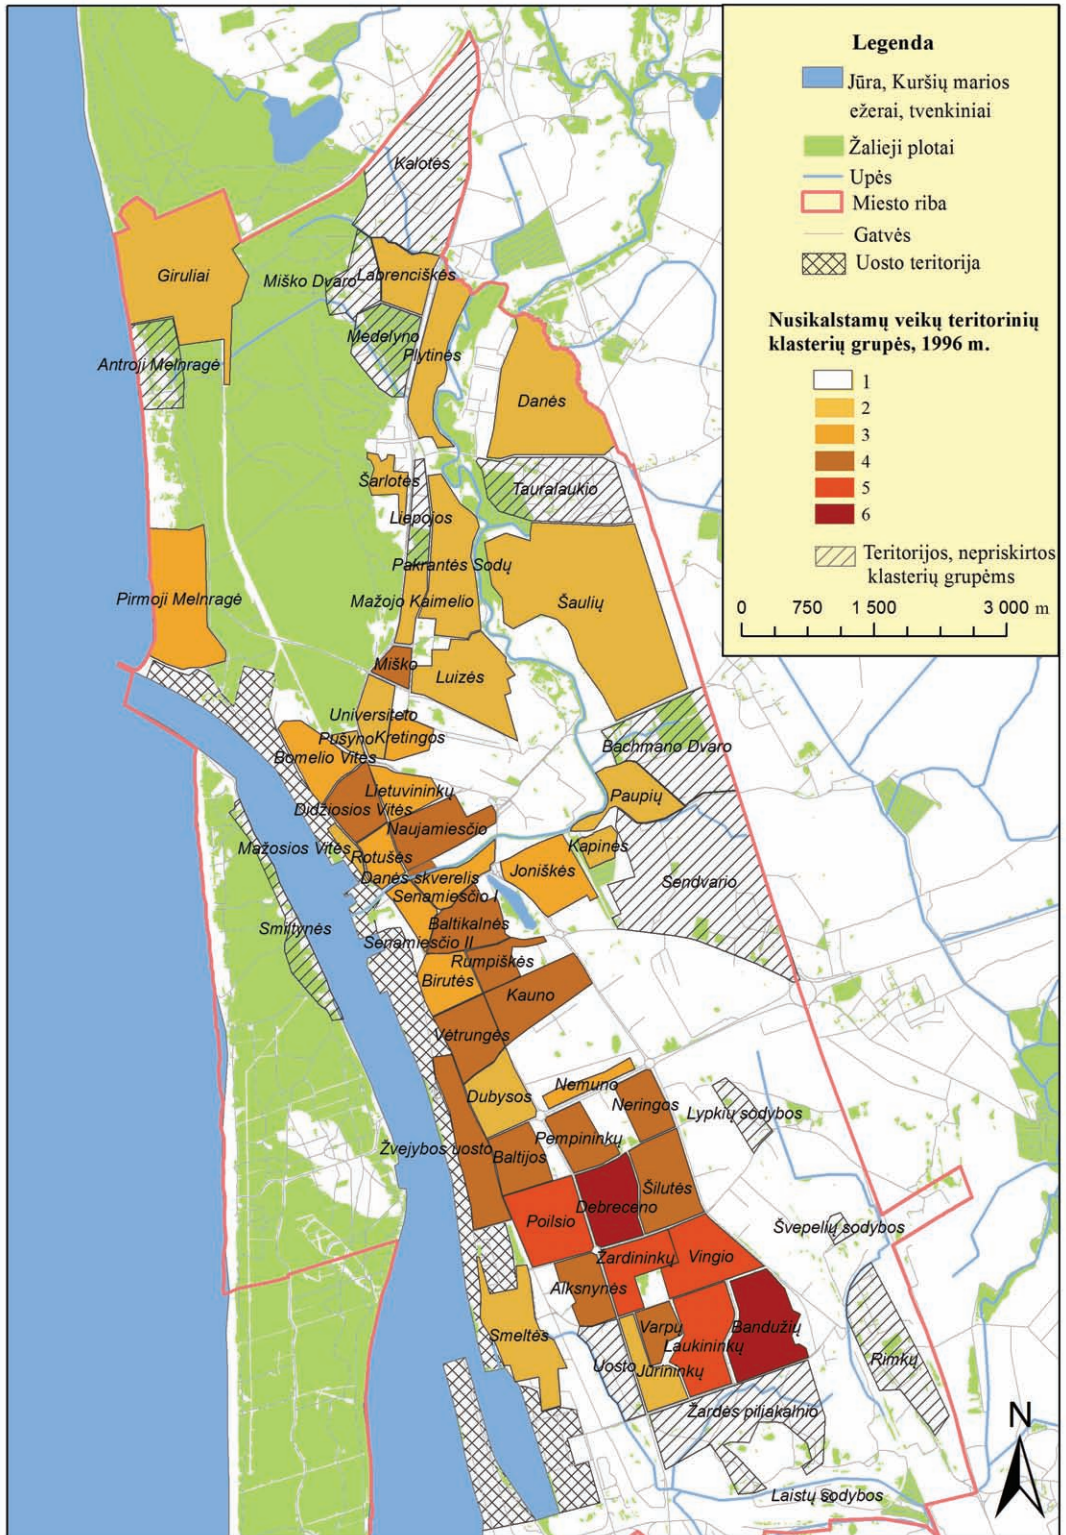 Legenda
Jūra, Kuršių marios
ežerai, tvenkiniai
Žalieji plotai
Upės
Miesto riba
Gatvės
Uosto teritorija
Nusikalstamų veikų teritorinių
klasterių grupės, 1996 m.
1
2
3
4
5
6
Teritorijos, nepriskirtos
klasterių grupėms
0 750 1 500 3 000 m
Kalotės
Giruliai
Miško Dvaro
Labrenciškės
Medelyno
Plytinės
Antroji Melnragė
Danės
Šarlotės
Tauralaukio
Liepojos
Pakrantės Sodų
Pirmoji Melnragė
Mažojo Kaimelio
Šaulių
Miško
Luizės
Universiteto
Pušyno
Kretingos
Bomelio Vitės
Bachmano Dvaro
Lietuvininkų
Paupių
Didžiosios Vitės
Naujamiesčio
Mažosios Vitės
Rotušės
Kapinės
Danės skverelis
Joniškės
Sendvario
Senamiesčio I
Smiltynės
Baltikalnės
Senamiesčio II
Rumpiškės
Birutės
Kauno
Vėtrungės
Nemuno
Dubysos
Neringos
Lypkių sodybos
Pempininkų
Žvejybos uosto
Baltijos
Šilutės
Debreceno
Poilsio
Švepelių sodybos
Žardininkų
Vingio
Alksnynės
Smeltės
Varpų
Bandužių
Laukininkų
Uosto
Jūrininkų
Rimkų
Žardės piliakalnio
Laistų sodybos
N